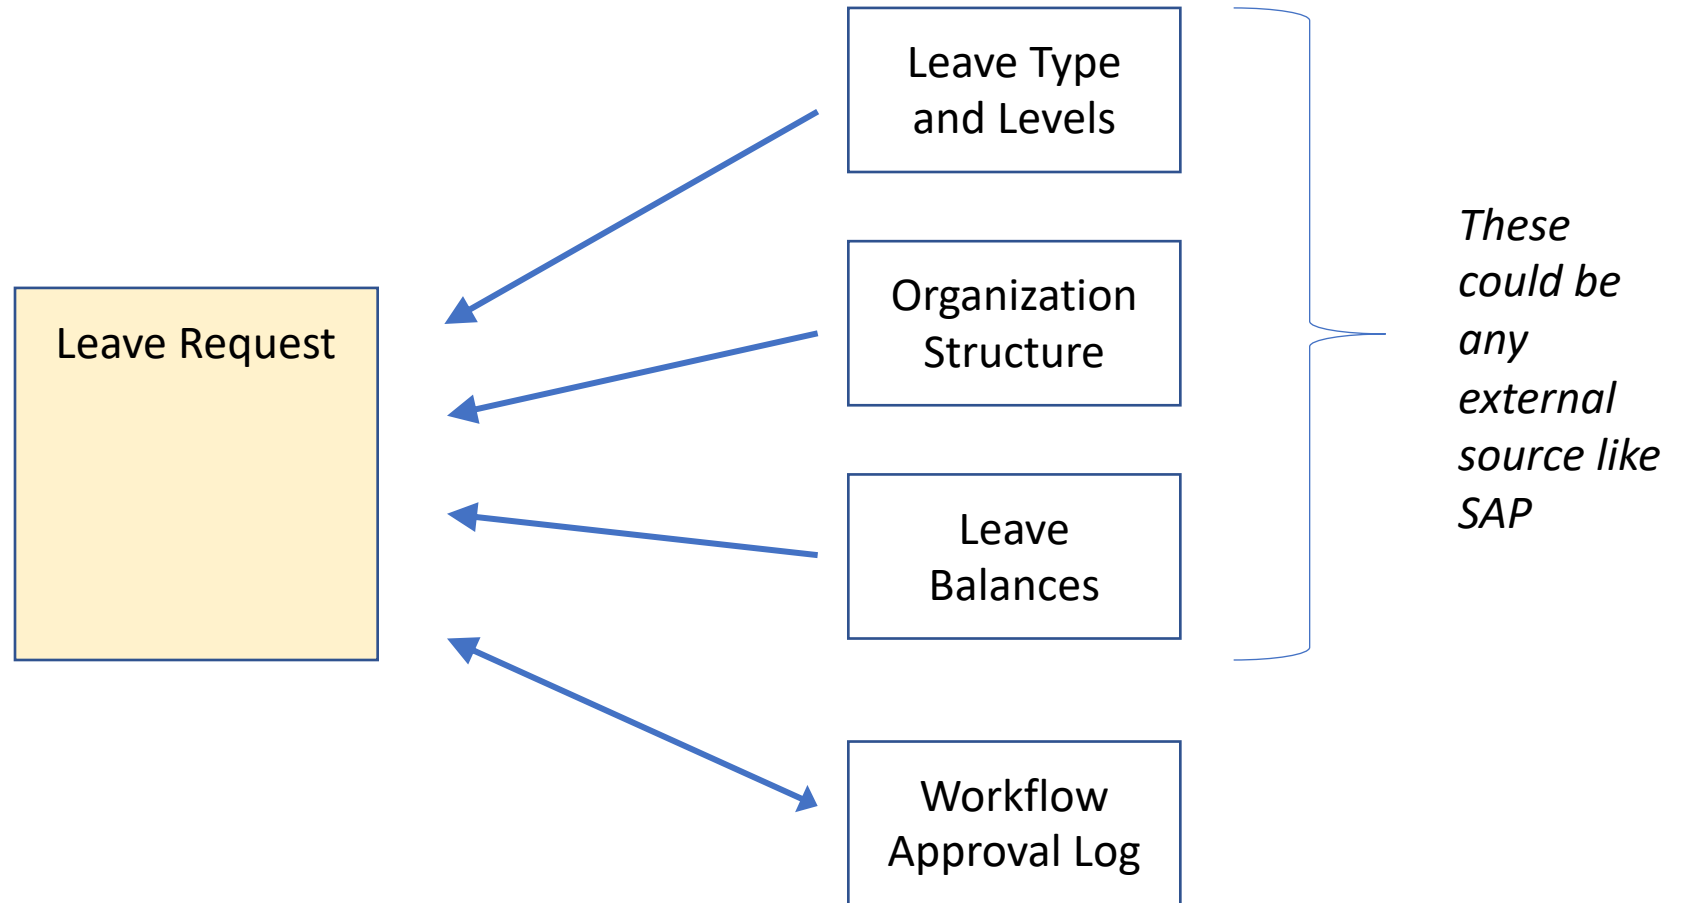 Leave Request
Leave Type
and Levels
Organization
Structure
Leave
Balances
Workflow
Approval Log
These
could be
any
external
source like
SAP